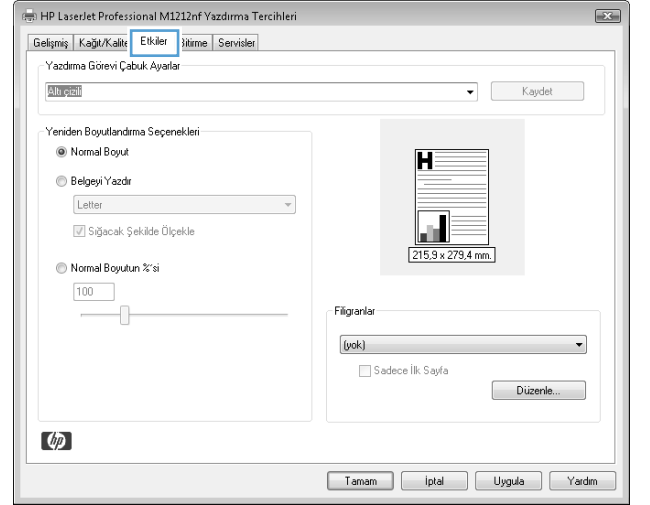 HP LaserJet Professional M1212nf Yazdırma Tercihleri
Gelişmiş Kağıt/Kalite Etkiler Bitirme Servisler
Yazdırma Görevi Çabuk Ayarlar
Altı çizili
Kaydet
Yeniden Boyutlandırma Seçenekleri
Normal Boyut
Belgeyi Yazdır
Letter
Sığacak Şekilde Ölçekle
Normal Boyutun %'si
100
H
215,9 x 279,4 mm.
Filigranlar
(yok)
Sadece İlk Sayfa
Düzenle...
hp
Tamam İptal Uygula Yardım